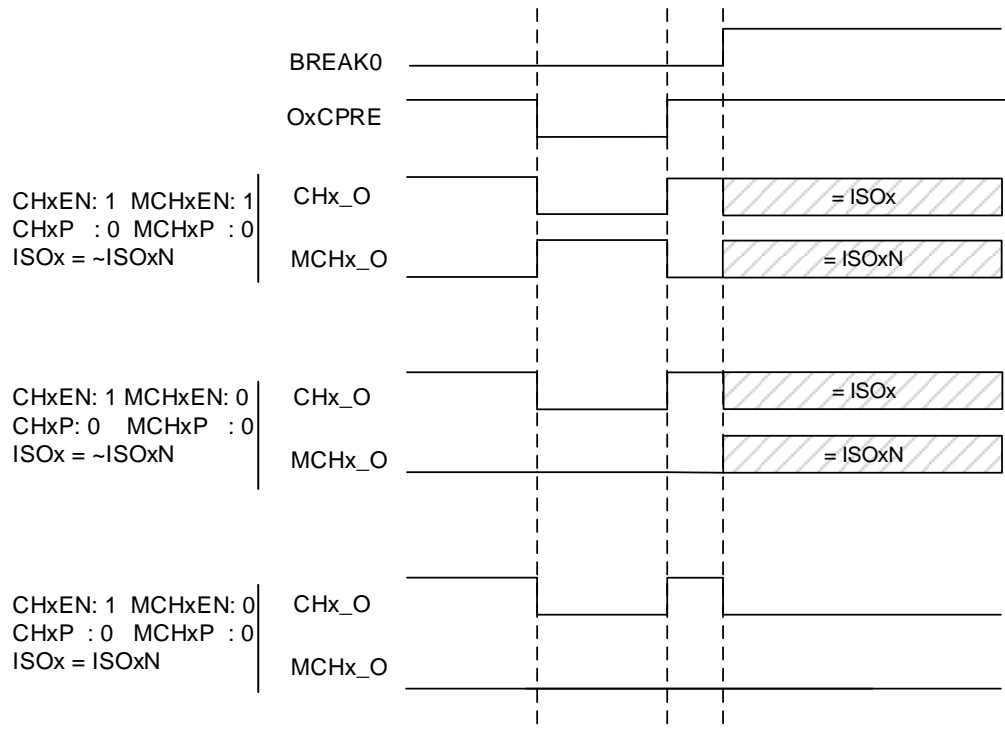 BREAK0
OxCPRE
CHxEN: 1 MCHxEN: 1
CHxP : 0 MCHxP : 0
ISOx = ~ISOxN
CHx_O
= ISOx
MCHx_O
= ISOxN
CHxEN: 1 MCHxEN: 0
CHxP: 0 MCHxP : 0
ISOx = ~ISOxN
CHx_O
= ISOx
MCHx_O
= ISOxN
CHxEN: 1 MCHxEN: 0
CHxP : 0 MCHxP : 0
ISOx = ISOxN
CHx_O
MCHx_O